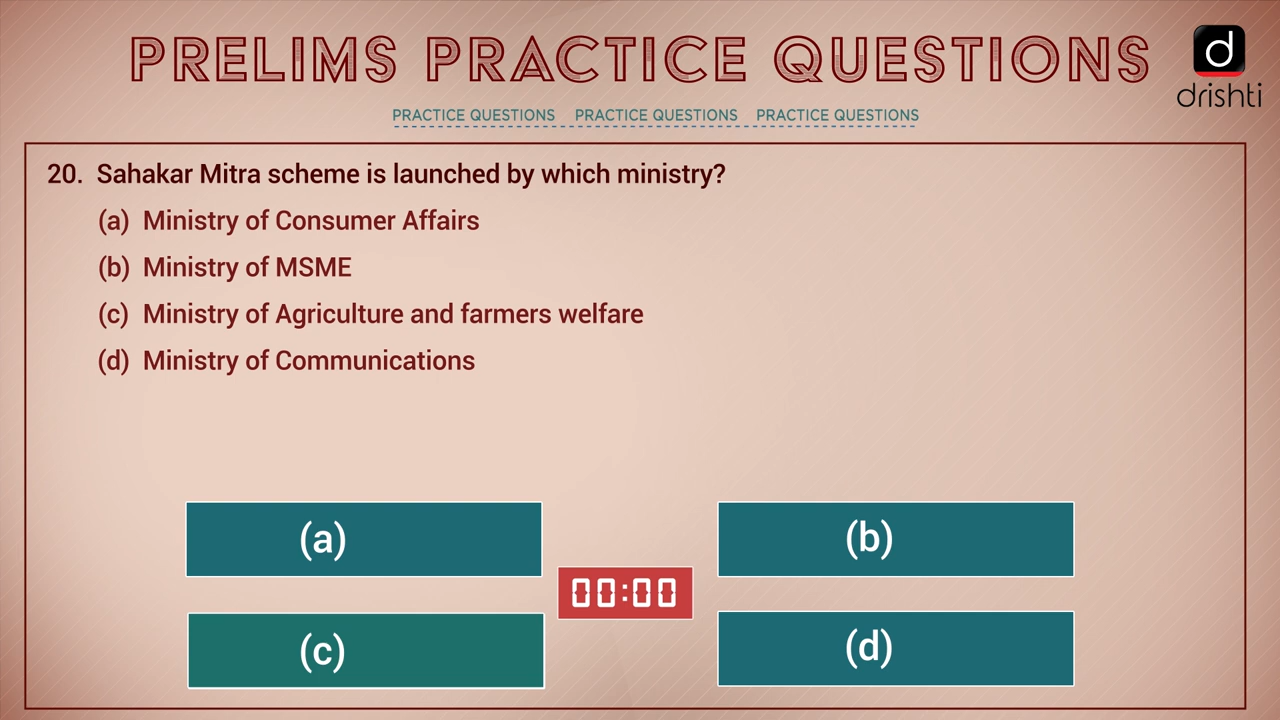 PRELIMS PRACTICE QUESTIONS
d
drishti
PRACTICE QUESTIONS PRACTICE QUESTIONS PRACTICE QUESTIONS
20. Sahakar Mitra scheme is launched by which ministry?
(a) Ministry of Consumer Affairs
(b) Ministry of MSME
(c) Ministry of Agriculture and farmers welfare
(d) Ministry of Communications
(a)
(b)
00:00
(c)
(d)